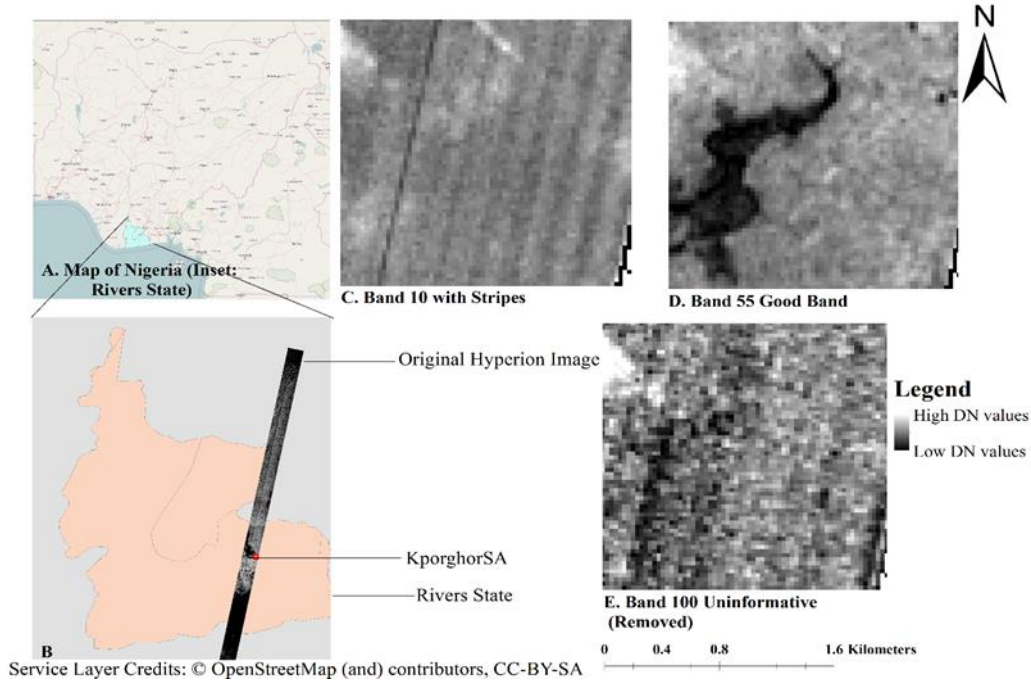 N
A. Map of Nigeria (Inset:
Rivers State)
C. Band 10 with Stripes
D. Band 55 Good Band
Original Hyperion Image
Legend
High DN values
Low DN values
KporghorSA
Rivers State
E. Band 100 Uninformative
(Removed)
B
0 0.4 0.8 1.6 Kilometers
Service Layer Credits: © OpenStreetMap (and) contributors, CC-BY-SA